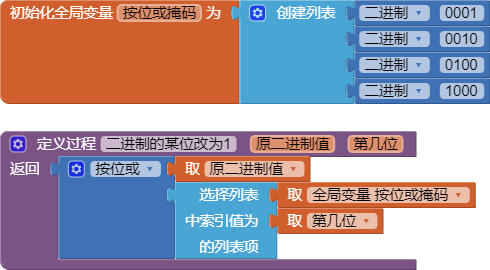 初始化全局变量 按位或掩码 为 创建列表 二进制 0001
二进制 0010
二进制 0100
二进制 1000
定义过程 二进制的某位改为1 原二进制值 第几位
返回 按位或 取 原二进制值
选择列表 取 全局变量 按位或掩码
中索引值为 取 第几位
的列表项